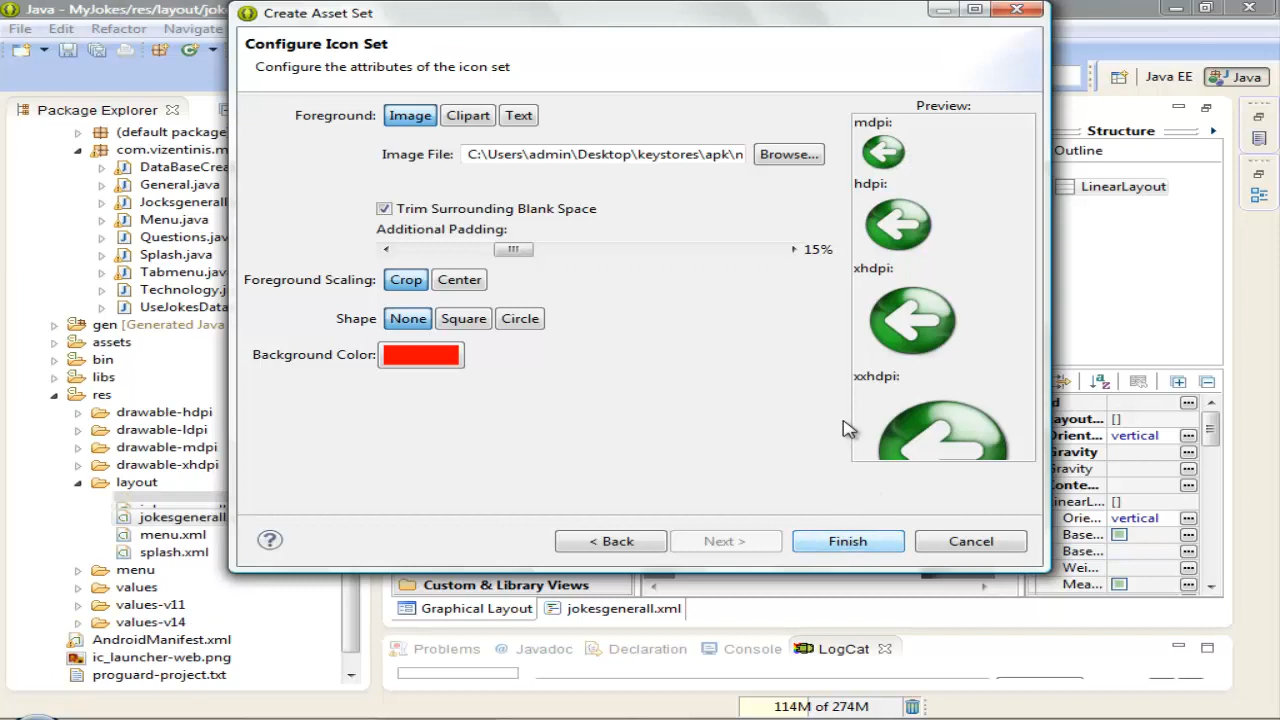 Java - MyJokes/res/layout/jok
Create Asset Set
File Edit Refactor Navigate
Configure Icon Set
Configure the attributes of the icon set
Java EE
Java
Package Explorer
Foreground: Image Clipart Text
Preview:
Image File: C:\Users\admin\Desktop\keystores\apk\n Browse...
Trim Surrounding Blank Space
Additional Padding:
15%
Foreground Scaling: Crop Center
Shape None Square Circle
Background Color:
mdpi:
hdpi:
xhdpi:
xxhdpi:
< Back Next > Finish Cancel
(default package
com.vizentinis.m
DataBaseCrea
General.java
Jocksgenerall
Menu.java
Questions.jav
Splash.java
Tabmenu.java
Technology.j
UseJokesData
gen [Generated Java
assets
bin
libs
res
drawable-hdpi
drawable-ldpi
drawable-mdpi
drawable-xhdpi
layout
jokesgenerall
menu.xml
splash.xml
menu
values
values-v11
values-v14
AndroidManifest.xml
ic_launcher-web.png
proguard-project.txt
Structure
Outline
LinearLayout
d
ayout... []
Orient... vertical
Gravity
Gravity
Conte...
inearL... []
Orie... vertical
Base...
Base...
Wei...
Mea...
Custom & Library Views
Graphical Layout jokesgenerall.xml
Problems @ Javadoc Declaration Console LogCat
114M of 274M